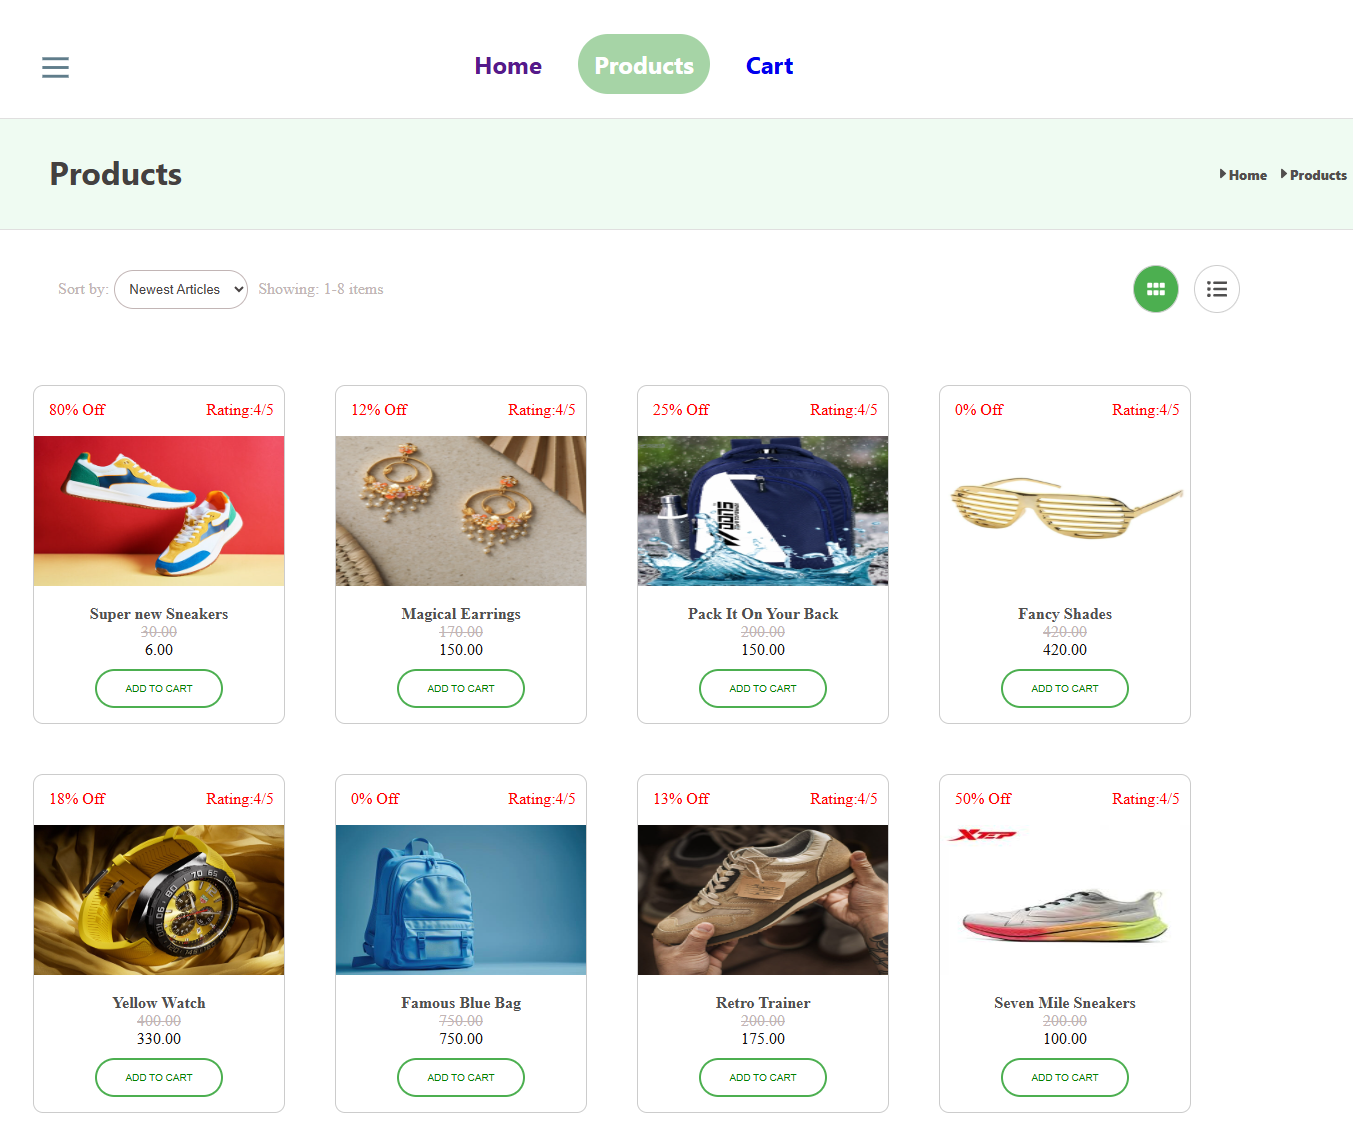 Home Products Cart
Products
Home Products
Sort by: Newest Articles Showing: 1-8 items
80% Off Rating:4/5
12% Off Rating:4/5
25% Off Rating:4/5
0% Off Rating:4/5
Super new Sneakers
30.00
6.00
ADD TO CART
Magical Earrings
170.00
150.00
ADD TO CART
Pack It On Your Back
200.00
150.00
ADD TO CART
Fancy Shades
420.00
420.00
ADD TO CART
18% Off Rating:4/5
0% Off Rating:4/5
13% Off Rating:4/5
50% Off Rating:4/5
XTEP
Yellow Watch
400.00
330.00
ADD TO CART
Famous Blue Bag
750.00
750.00
ADD TO CART
Retro Trainer
200.00
175.00
ADD TO CART
Seven Mile Sneakers
200.00
100.00
ADD TO CART